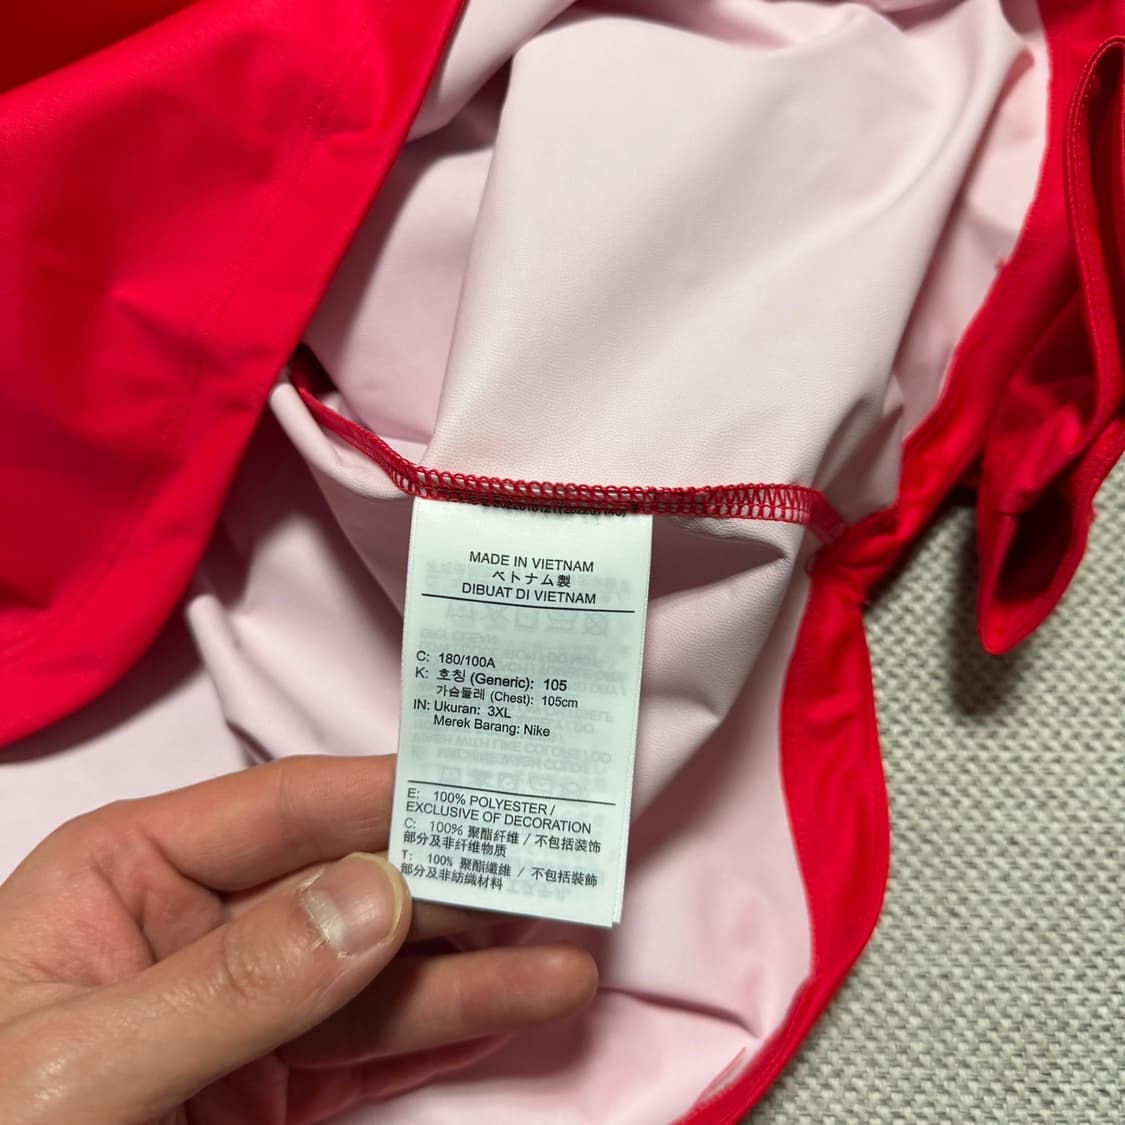 MADE IN VIETNAM
ベトナム製
DIBUAT DI VIETNAM
C: 180/100A
K: 호칭 (Generic): 105
가슴둘레 (Chest): 105cm
IN: Ukuran: 3XL
Merek Barang: Nike
E: 100% POLYESTER /
EXCLUSIVE OF DECORATION
C: 100% 聚酯纤维 / 不包括装饰
部分及非纤维物质
T: 100% 聚酯纖維 / 不包括裝飾
部分及非紡織材料